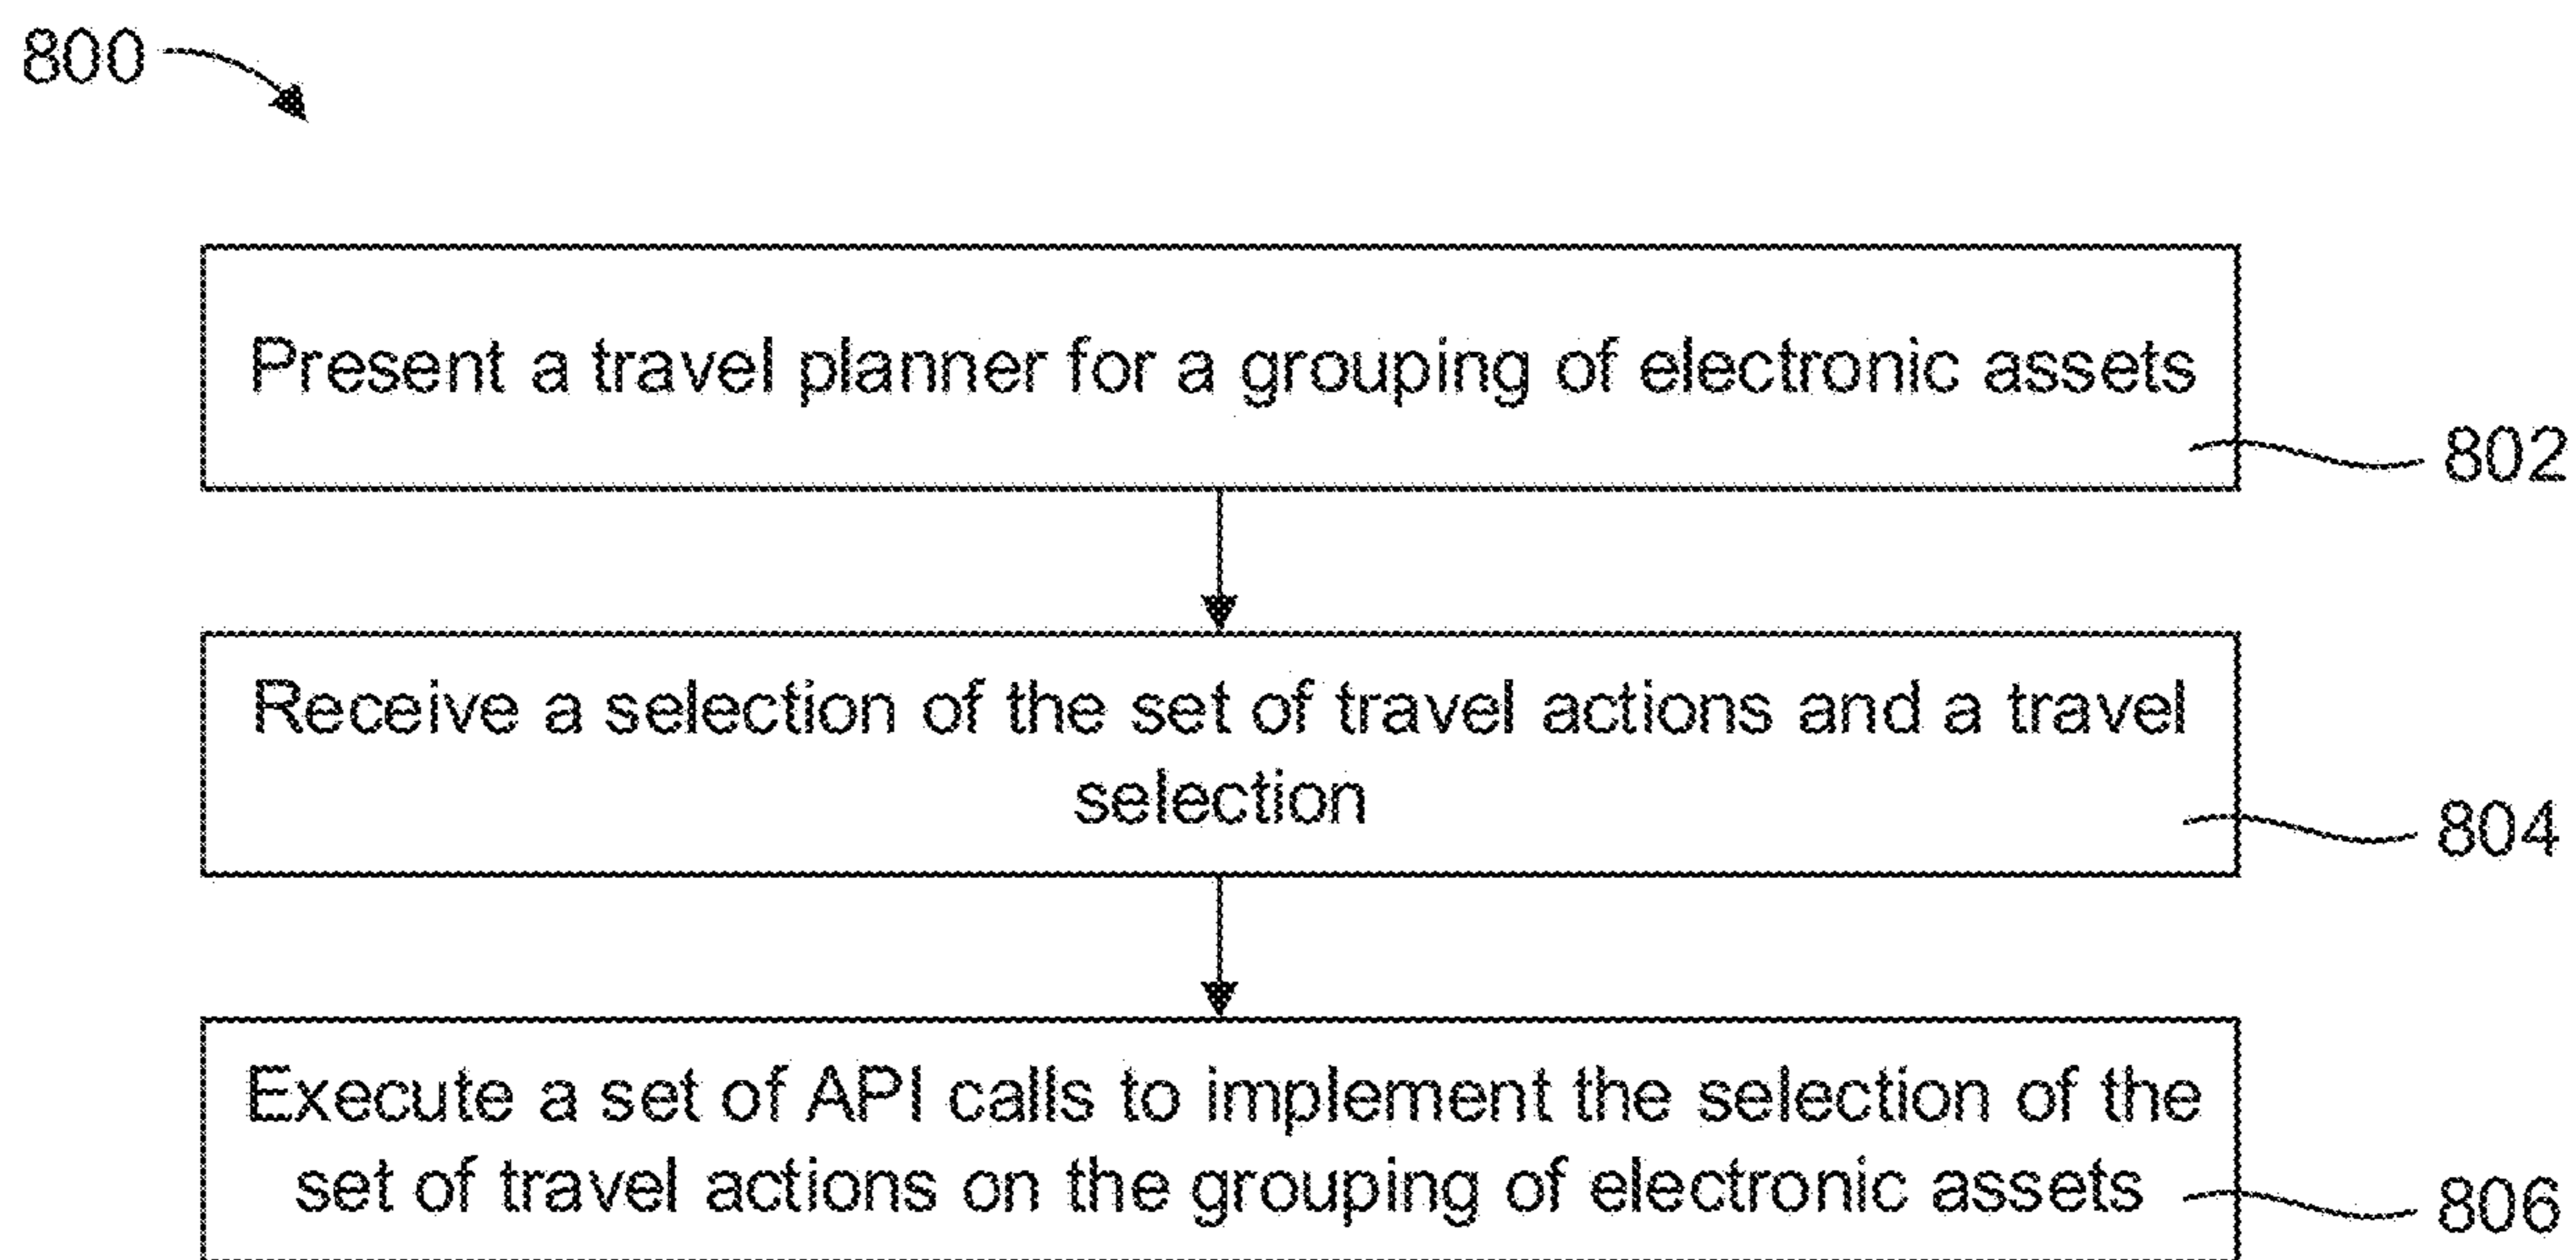 800
Present a travel planner for a grouping of electronic assets
802
Receive a selection of the set of travel actions and a travel
selection
804
Execute a set of API calls to implement the selection of the
set of travel actions on the grouping of electronic assets
806